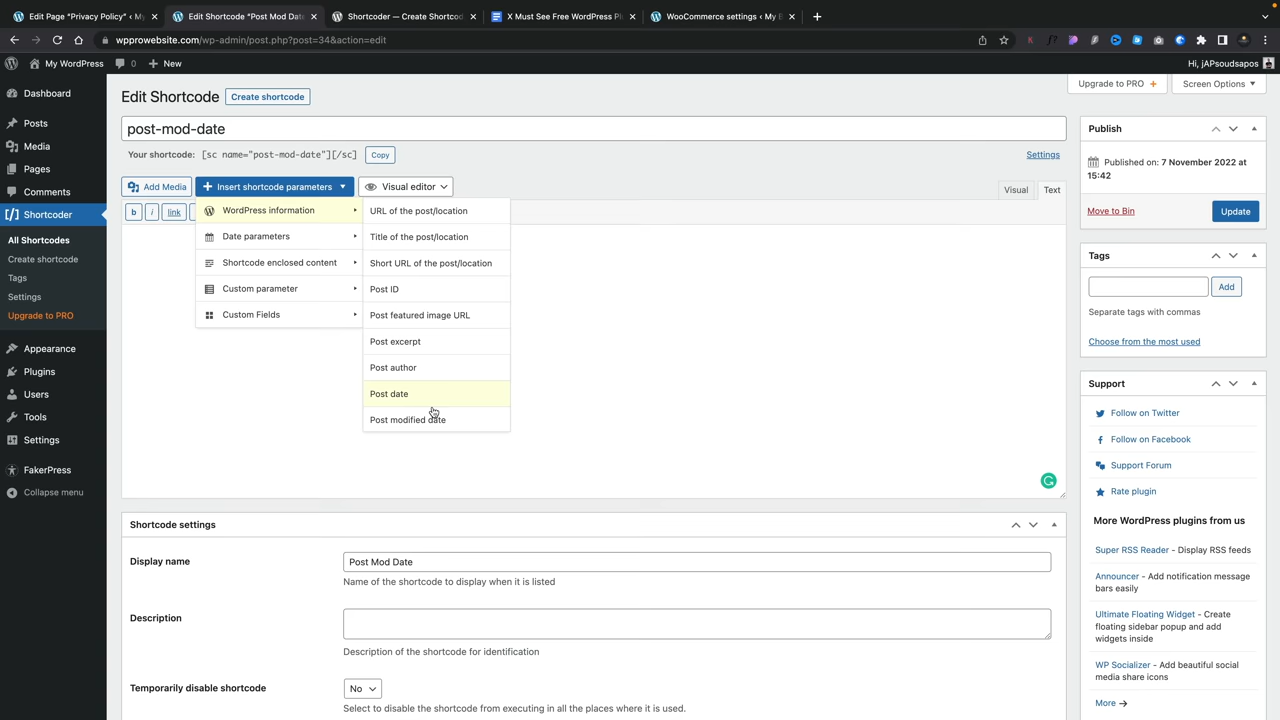 Edit Page "Privacy Policy" ‹ M
Edit Shortcode "Post Mod Date"
Shortcoder — Create Shortcod
X Must See Free WordPress Pl
WooCommerce settings ‹ My B
wpprowebsite.com/wp-admin/post.php?post=34&action=edit
My WordPress
0
New
Hi, jAPsoudsapos
Dashboard
Posts
Media
Pages
Comments
Shortcoder
All Shortcodes
Create shortcode
Tags
Settings
Upgrade to PRO
Appearance
Plugins
Users
Tools
Settings
FakerPress
Collapse menu
Upgrade to PRO +
Screen Options
Edit Shortcode
Create shortcode
post-mod-date
Your shortcode: [sc name="post-mod-date"][/sc] Copy
Settings
Add Media
Insert shortcode parameters
Visual editor
Visual
Text
b
i
link
WordPress information
Date parameters
Shortcode enclosed content
Custom parameter
Custom Fields
URL of the post/location
Title of the post/location
Short URL of the post/location
Post ID
Post featured image URL
Post excerpt
Post author
Post date
Post modified date
Shortcode settings
Display name
Post Mod Date
Name of the shortcode to display when it is listed
Description
Description of the shortcode for identification
Temporarily disable shortcode
No
Select to disable the shortcode from executing in all the places where it is used.
Publish
Published on: 7 November 2022 at
15:42
Move to Bin
Update
Tags
Add
Separate tags with commas
Choose from the most used
Support
Follow on Twitter
Follow on Facebook
Support Forum
Rate plugin
More WordPress plugins from us
Super RSS Reader - Display RSS feeds
Announcer - Add notification message
bars easily
Ultimate Floating Widget - Create
floating sidebar popup and add
widgets inside
WP Socializer - Add beautiful social
media share icons
More →